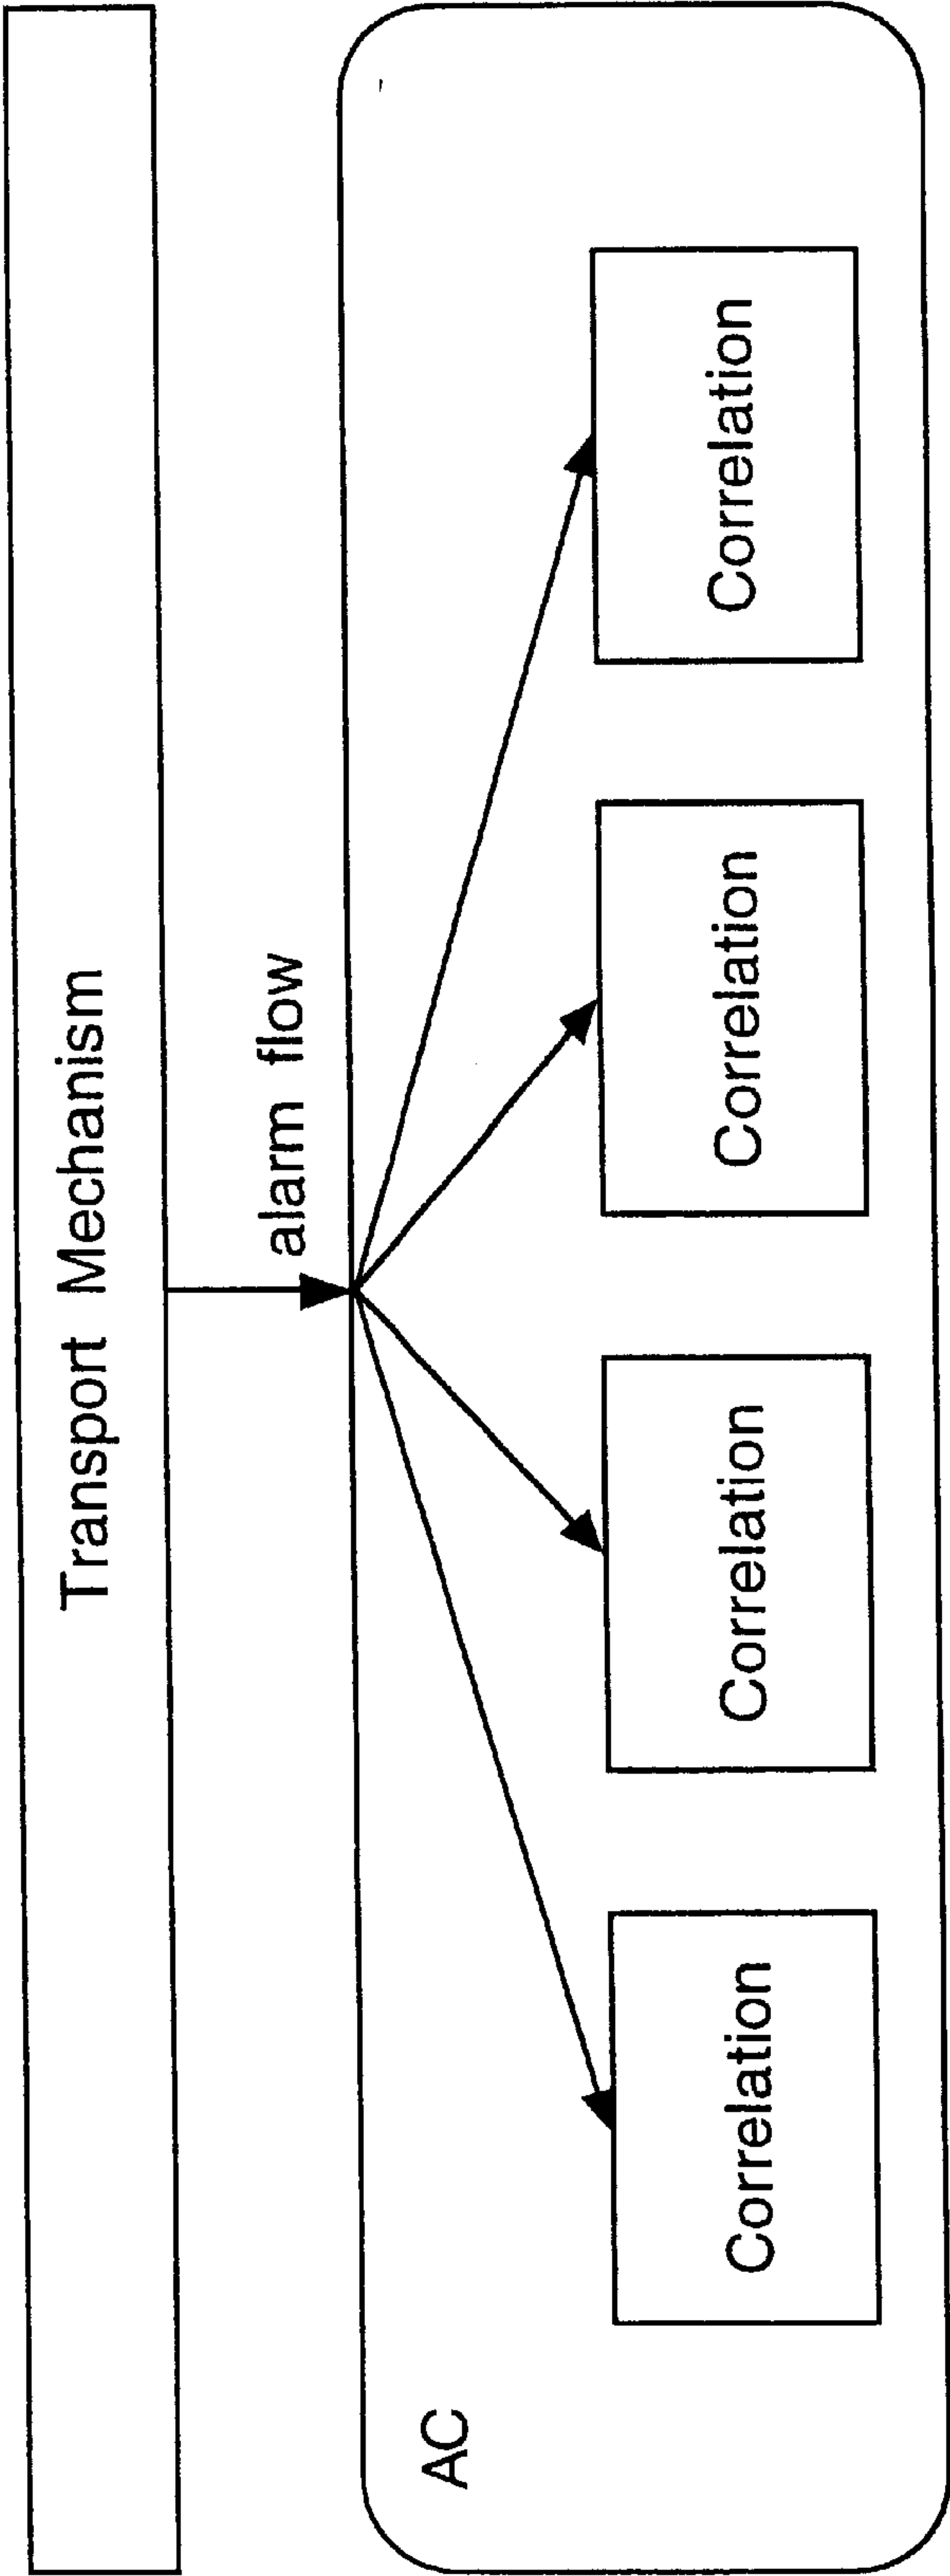 Transport Mechanism
alarm flow
AC
Correlation
Correlation
Correlation
Correlation